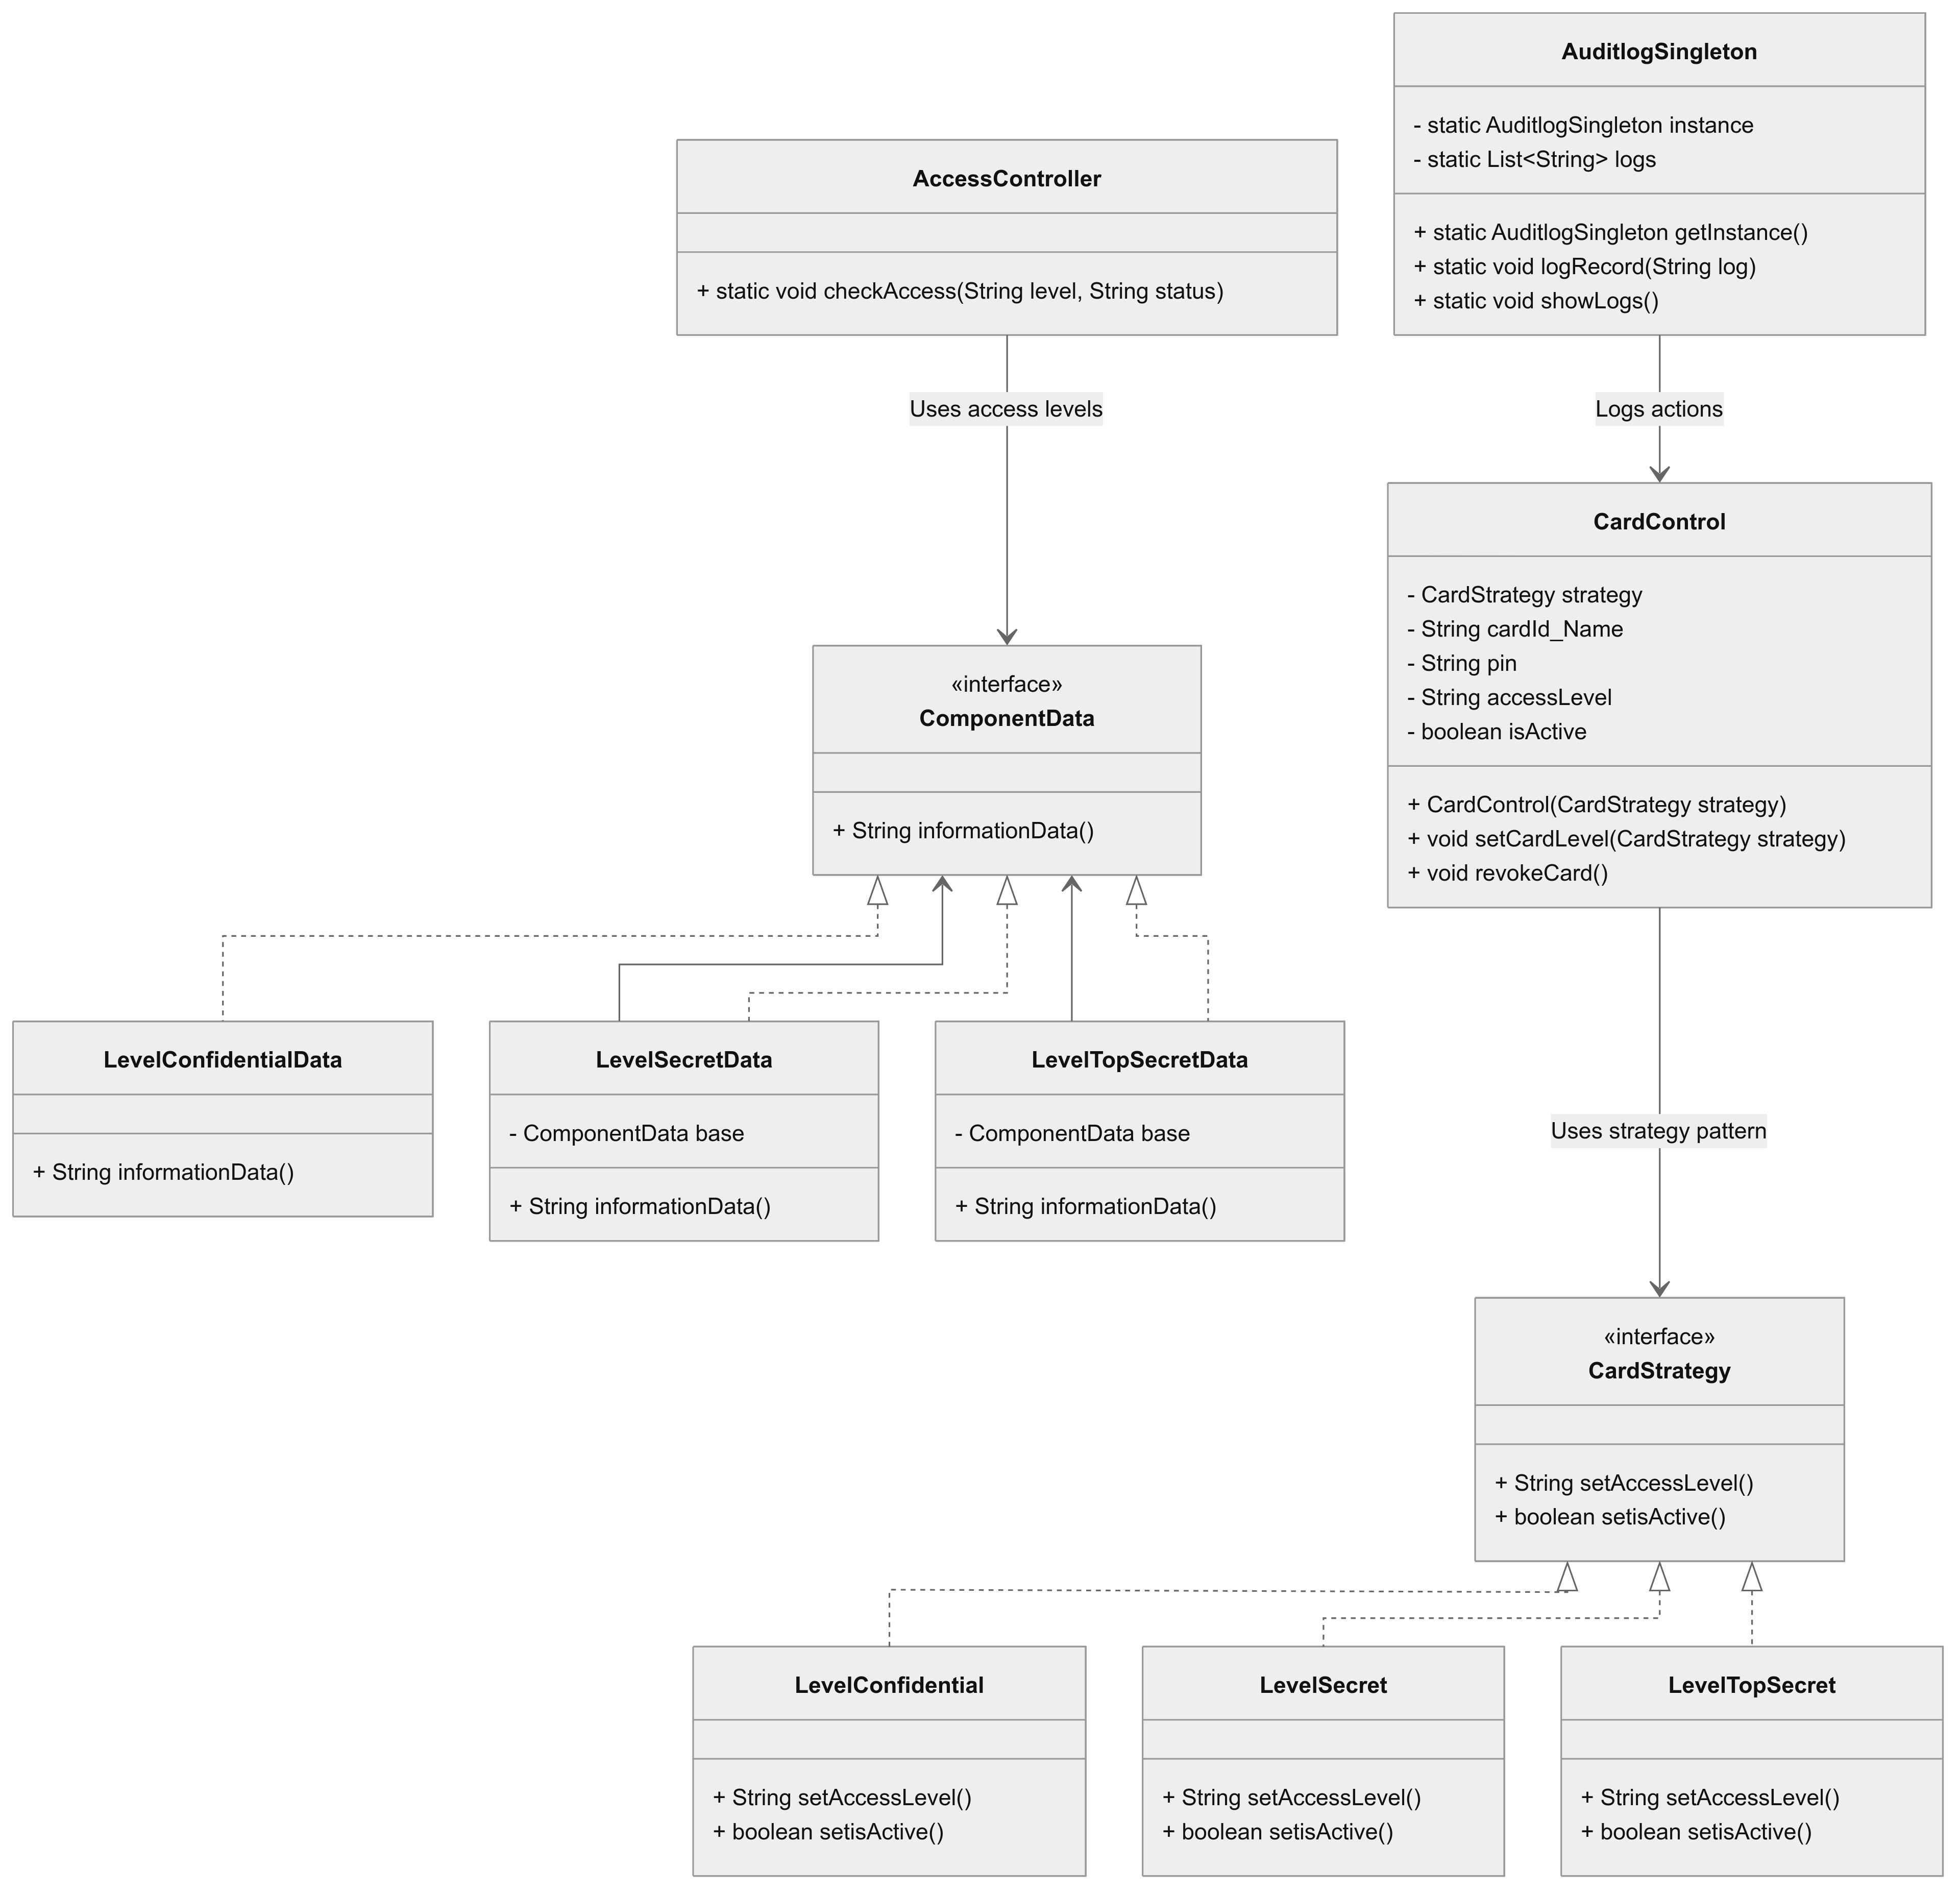 AuditlogSingleton
- static AuditlogSingleton instance
- static List<String> logs
+ static AuditlogSingleton getInstance()
+ static void logRecord(String log)
+ static void showLogs()
AccessController
+ static void checkAccess(String level, String status)
Uses access levels
Logs actions
CardControl
- CardStrategy strategy
- String cardId_Name
- String pin
- String accessLevel
- boolean isActive
+ CardControl(CardStrategy strategy)
+ void setCardLevel(CardStrategy strategy)
+ void revokeCard()
«interface»
ComponentData
+ String informationData()
LevelConfidentialData
+ String informationData()
LevelSecretData
- ComponentData base
+ String informationData()
LevelTopSecretData
- ComponentData base
+ String informationData()
Uses strategy pattern
«interface»
CardStrategy
+ String setAccessLevel()
+ boolean setisActive()
LevelConfidential
+ String setAccessLevel()
+ boolean setisActive()
LevelSecret
+ String setAccessLevel()
+ boolean setisActive()
LevelTopSecret
+ String setAccessLevel()
+ boolean setisActive()